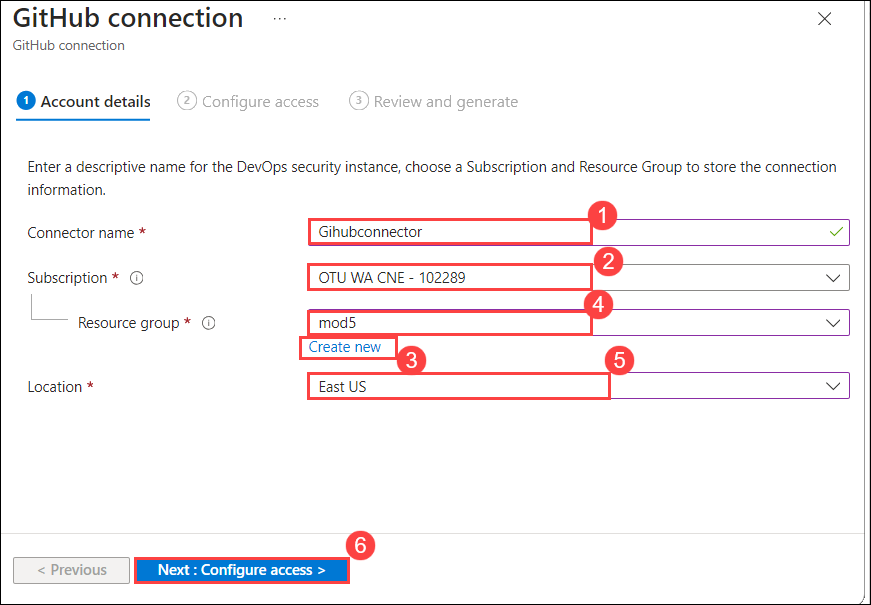 GitHub connection ...
GitHub connection
1 Account details 2 Configure access 3 Review and generate
Enter a descriptive name for the DevOps security instance, choose a Subscription and Resource Group to store the connection
information.
Connector name * Gihubconnector 1
Subscription * OTU WA CNE - 102289 2
Resource group * mod5 4
Create new 3
Location * East US 5
< Previous Next : Configure access > 6